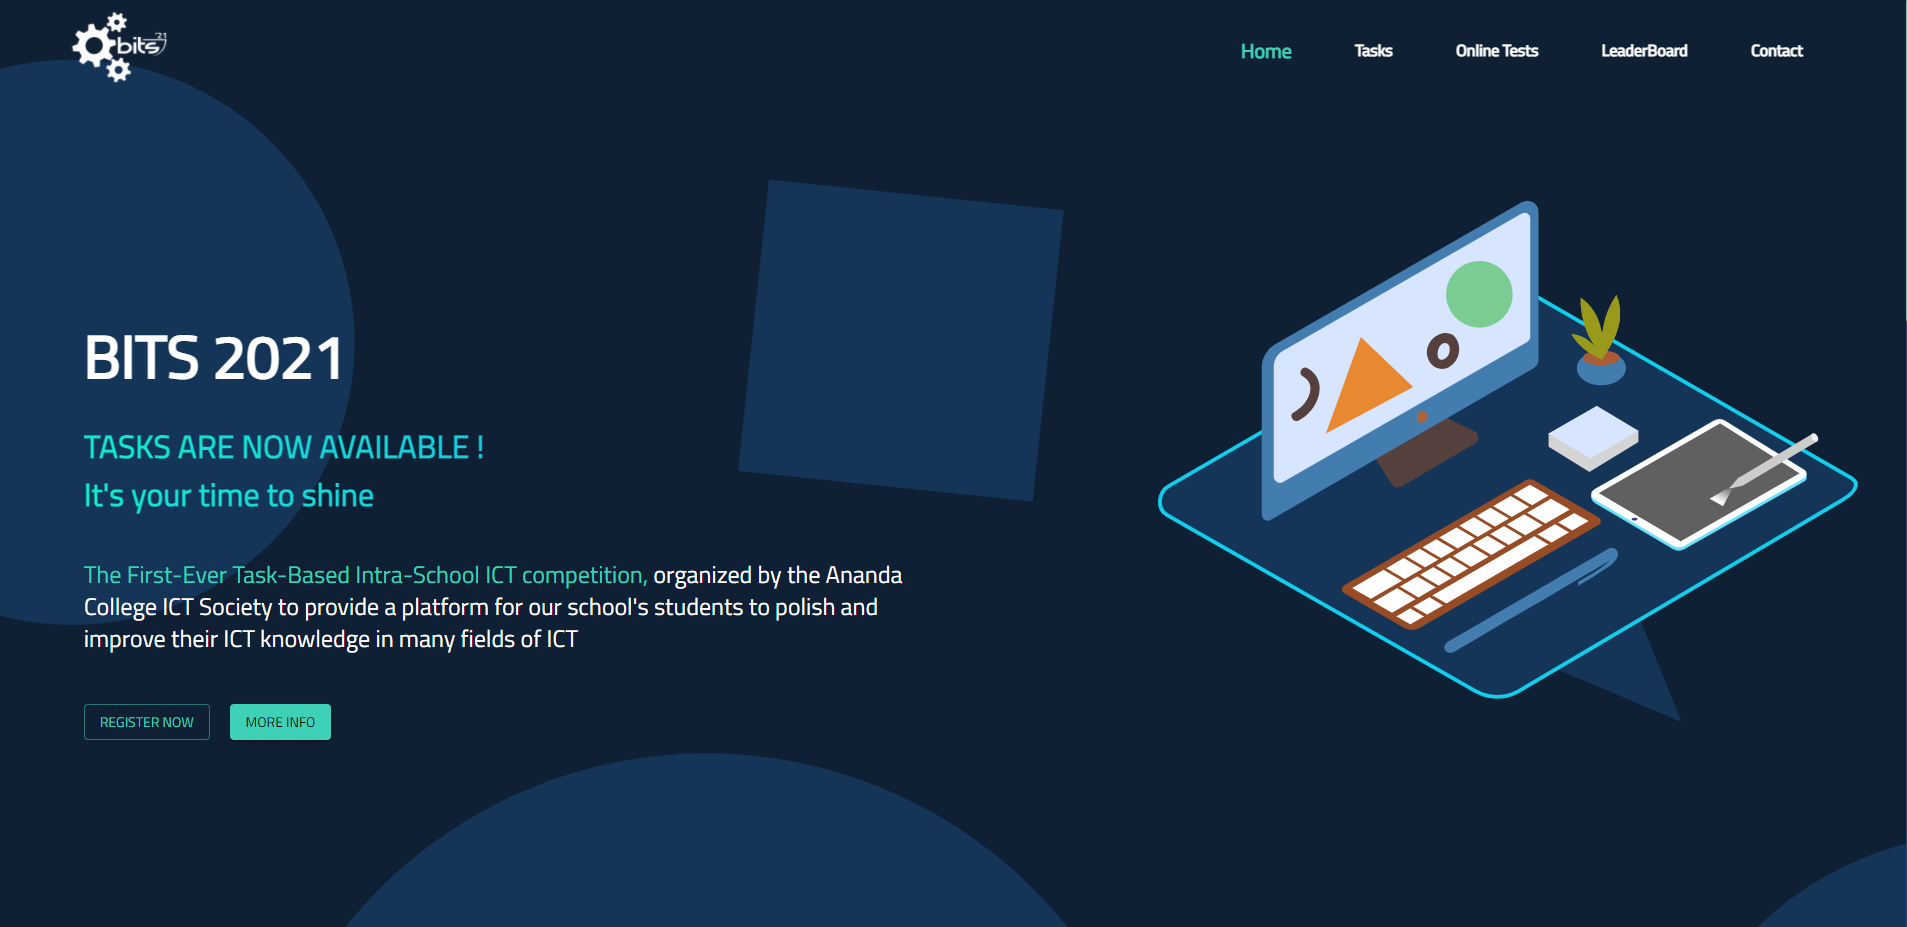 bits '21
Home Tasks Online Tests LeaderBoard Contact
BITS 2021
TASKS ARE NOW AVAILABLE !
It's your time to shine
The First-Ever Task-Based Intra-School ICT competition, organized by the Ananda
College ICT Society to provide a platform for our school's students to polish and
improve their ICT knowledge in many fields of ICT
REGISTER NOW MORE INFO